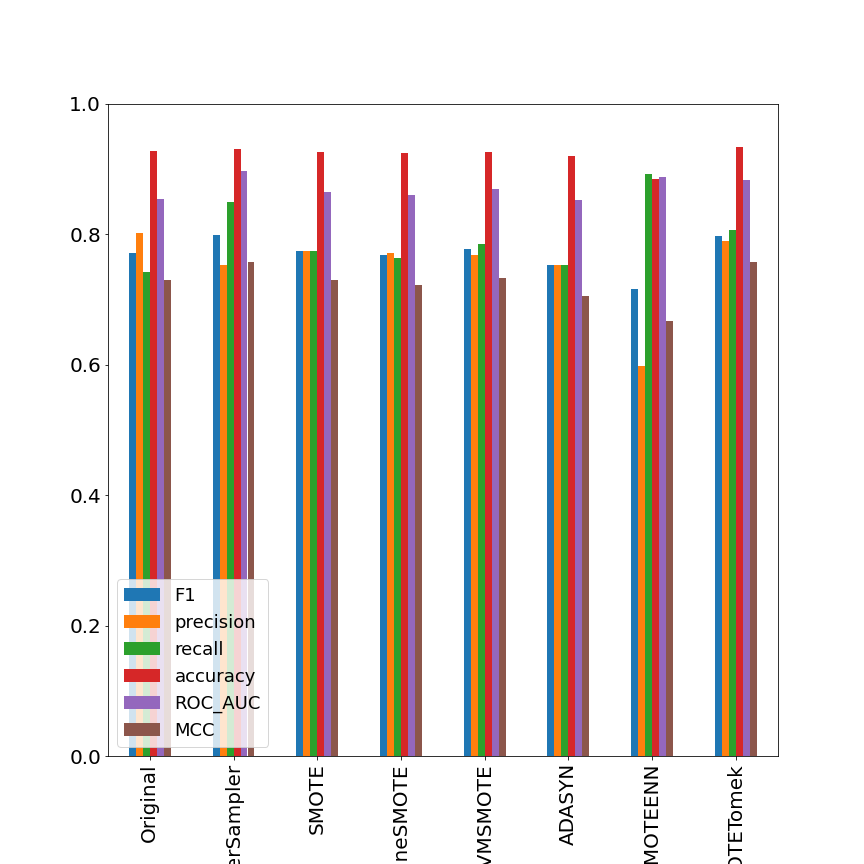 1.0
0.8
0.6
0.4
0.2
0.0
F1
precision
recall
accuracy
ROC_AUC
MCC
Original
erSampler
SMOTE
neSMOTE
VMSMOTE
ADASYN
MOTEENN
OTETomek